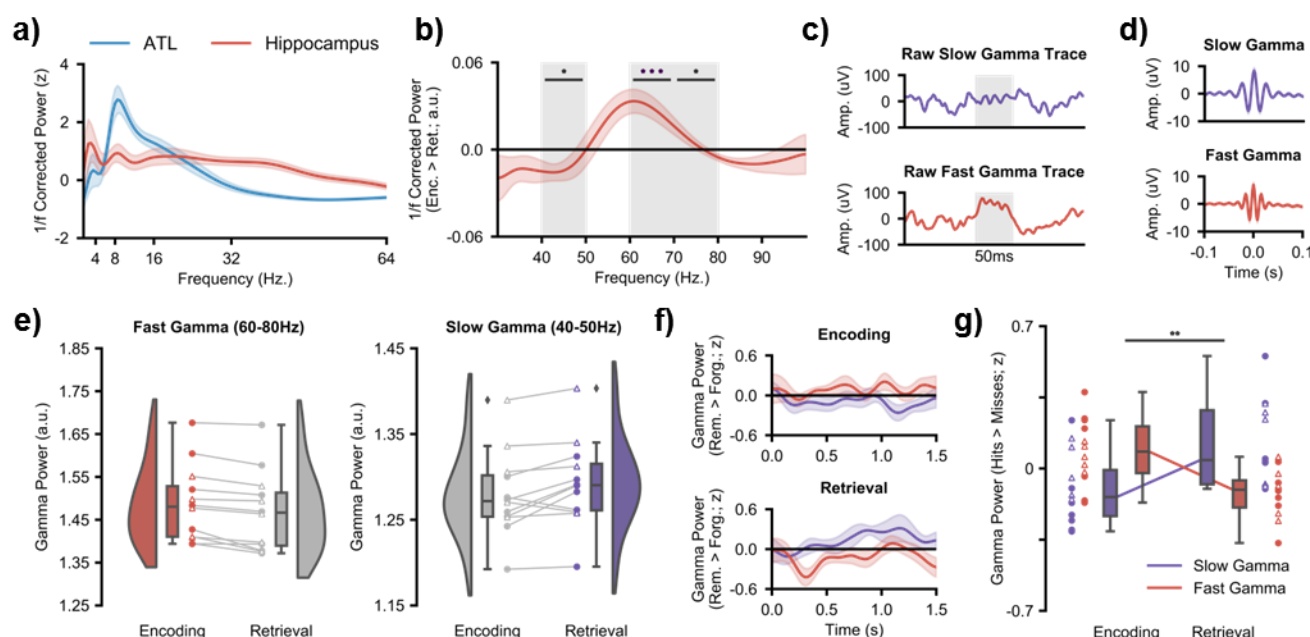 a)
ATL
Hippocampus
1/f Corrected Power (z)
4
2
0
-2
4
8
16
32
64
Frequency (Hz.)
b)
1/f Corrected Power
(Enc. > Ret.; a.u.)
0.06
0.0
-0.06
40
50
60
70
80
90
Frequency (Hz.)
c)
Raw Slow Gamma Trace
Amp. (uV)
100
0
-100
Raw Fast Gamma Trace
Amp. (uV)
100
0
-100
50ms
d)
Slow Gamma
Amp. (uV)
10
0
-10
Fast Gamma
Amp. (uV)
10
0
-10
-0.1
0.0
0.1
Time (s)
e)
Fast Gamma (60-80Hz)
Gamma Power (a.u.)
1.85
1.75
1.65
1.55
1.45
1.35
1.25
Encoding
Retrieval
Slow Gamma (40-50Hz)
Gamma Power (a.u.)
1.45
1.35
1.25
1.15
Encoding
Retrieval
f)
Encoding
Gamma Power
(Rem. > Forg.; z)
0.6
0.0
-0.6
0.0
0.5
1.0
1.5
Retrieval
Gamma Power
(Rem. > Forg.; z)
0.6
0.0
-0.6
0.0
0.5
1.0
1.5
Time (s)
g)
Gamma Power (Hits > Misses; z)
0.7
0
-0.7
**
Slow Gamma
Fast Gamma
Encoding
Retrieval